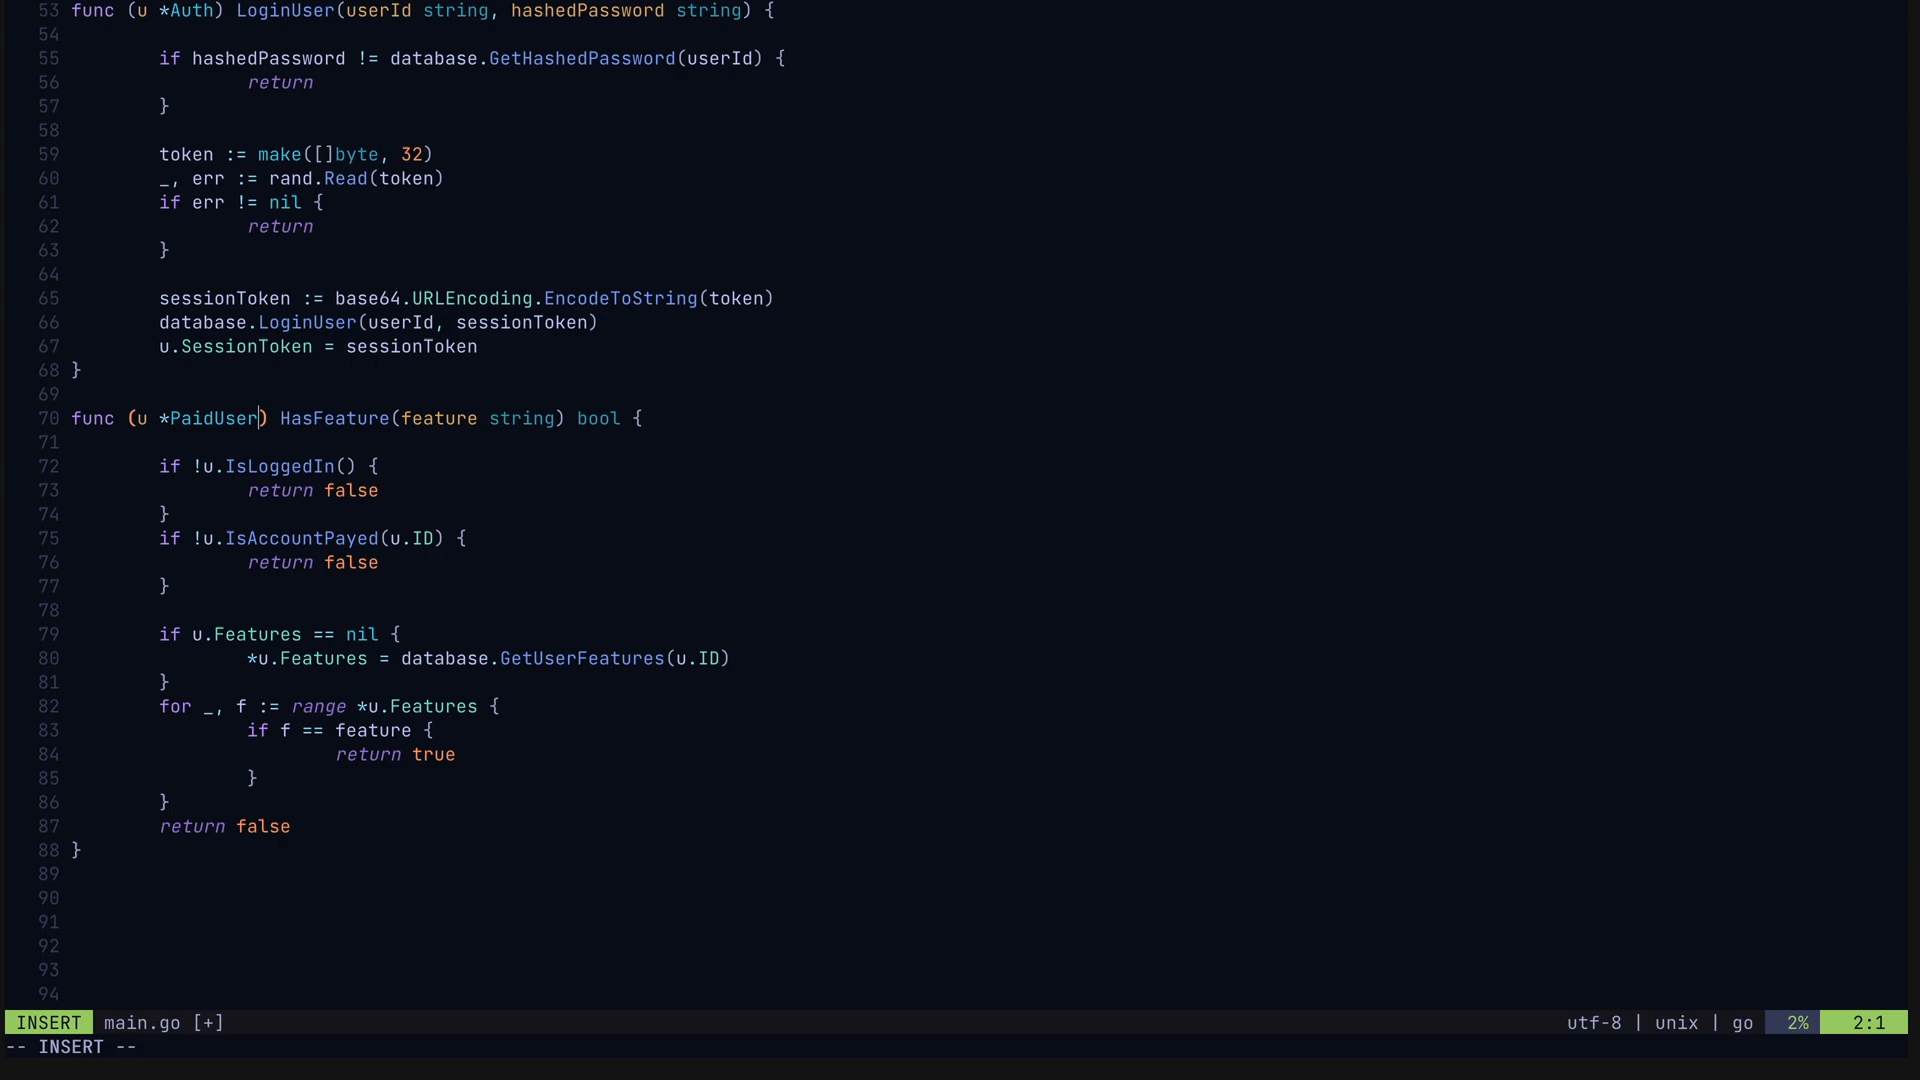 53 func (u *Auth) LoginUser(userId string, hashedPassword string) {
54
55         if hashedPassword != database.GetHashedPassword(userId) {
56                 return
57         }
58
59         token := make([]byte, 32)
60         _, err := rand.Read(token)
61         if err != nil {
62                 return
63         }
64
65         sessionToken := base64.URLEncoding.EncodeToString(token)
66         database.LoginUser(userId, sessionToken)
67         u.SessionToken = sessionToken
68 }
69
70 func (u *PaidUser) HasFeature(feature string) bool {
71
72         if !u.IsLoggedIn() {
73                 return false
74         }
75         if !u.IsAccountPayed(u.ID) {
76                 return false
77         }
78
79         if u.Features == nil {
80                 *u.Features = database.GetUserFeatures(u.ID)
81         }
82         for _, f := range *u.Features {
83                 if f == feature {
84                         return true
85                 }
86         }
87         return false
88 }
89
90
91
92
93
94
INSERT main.go [+] utf-8 | unix | go 2% 2:1
-- INSERT --